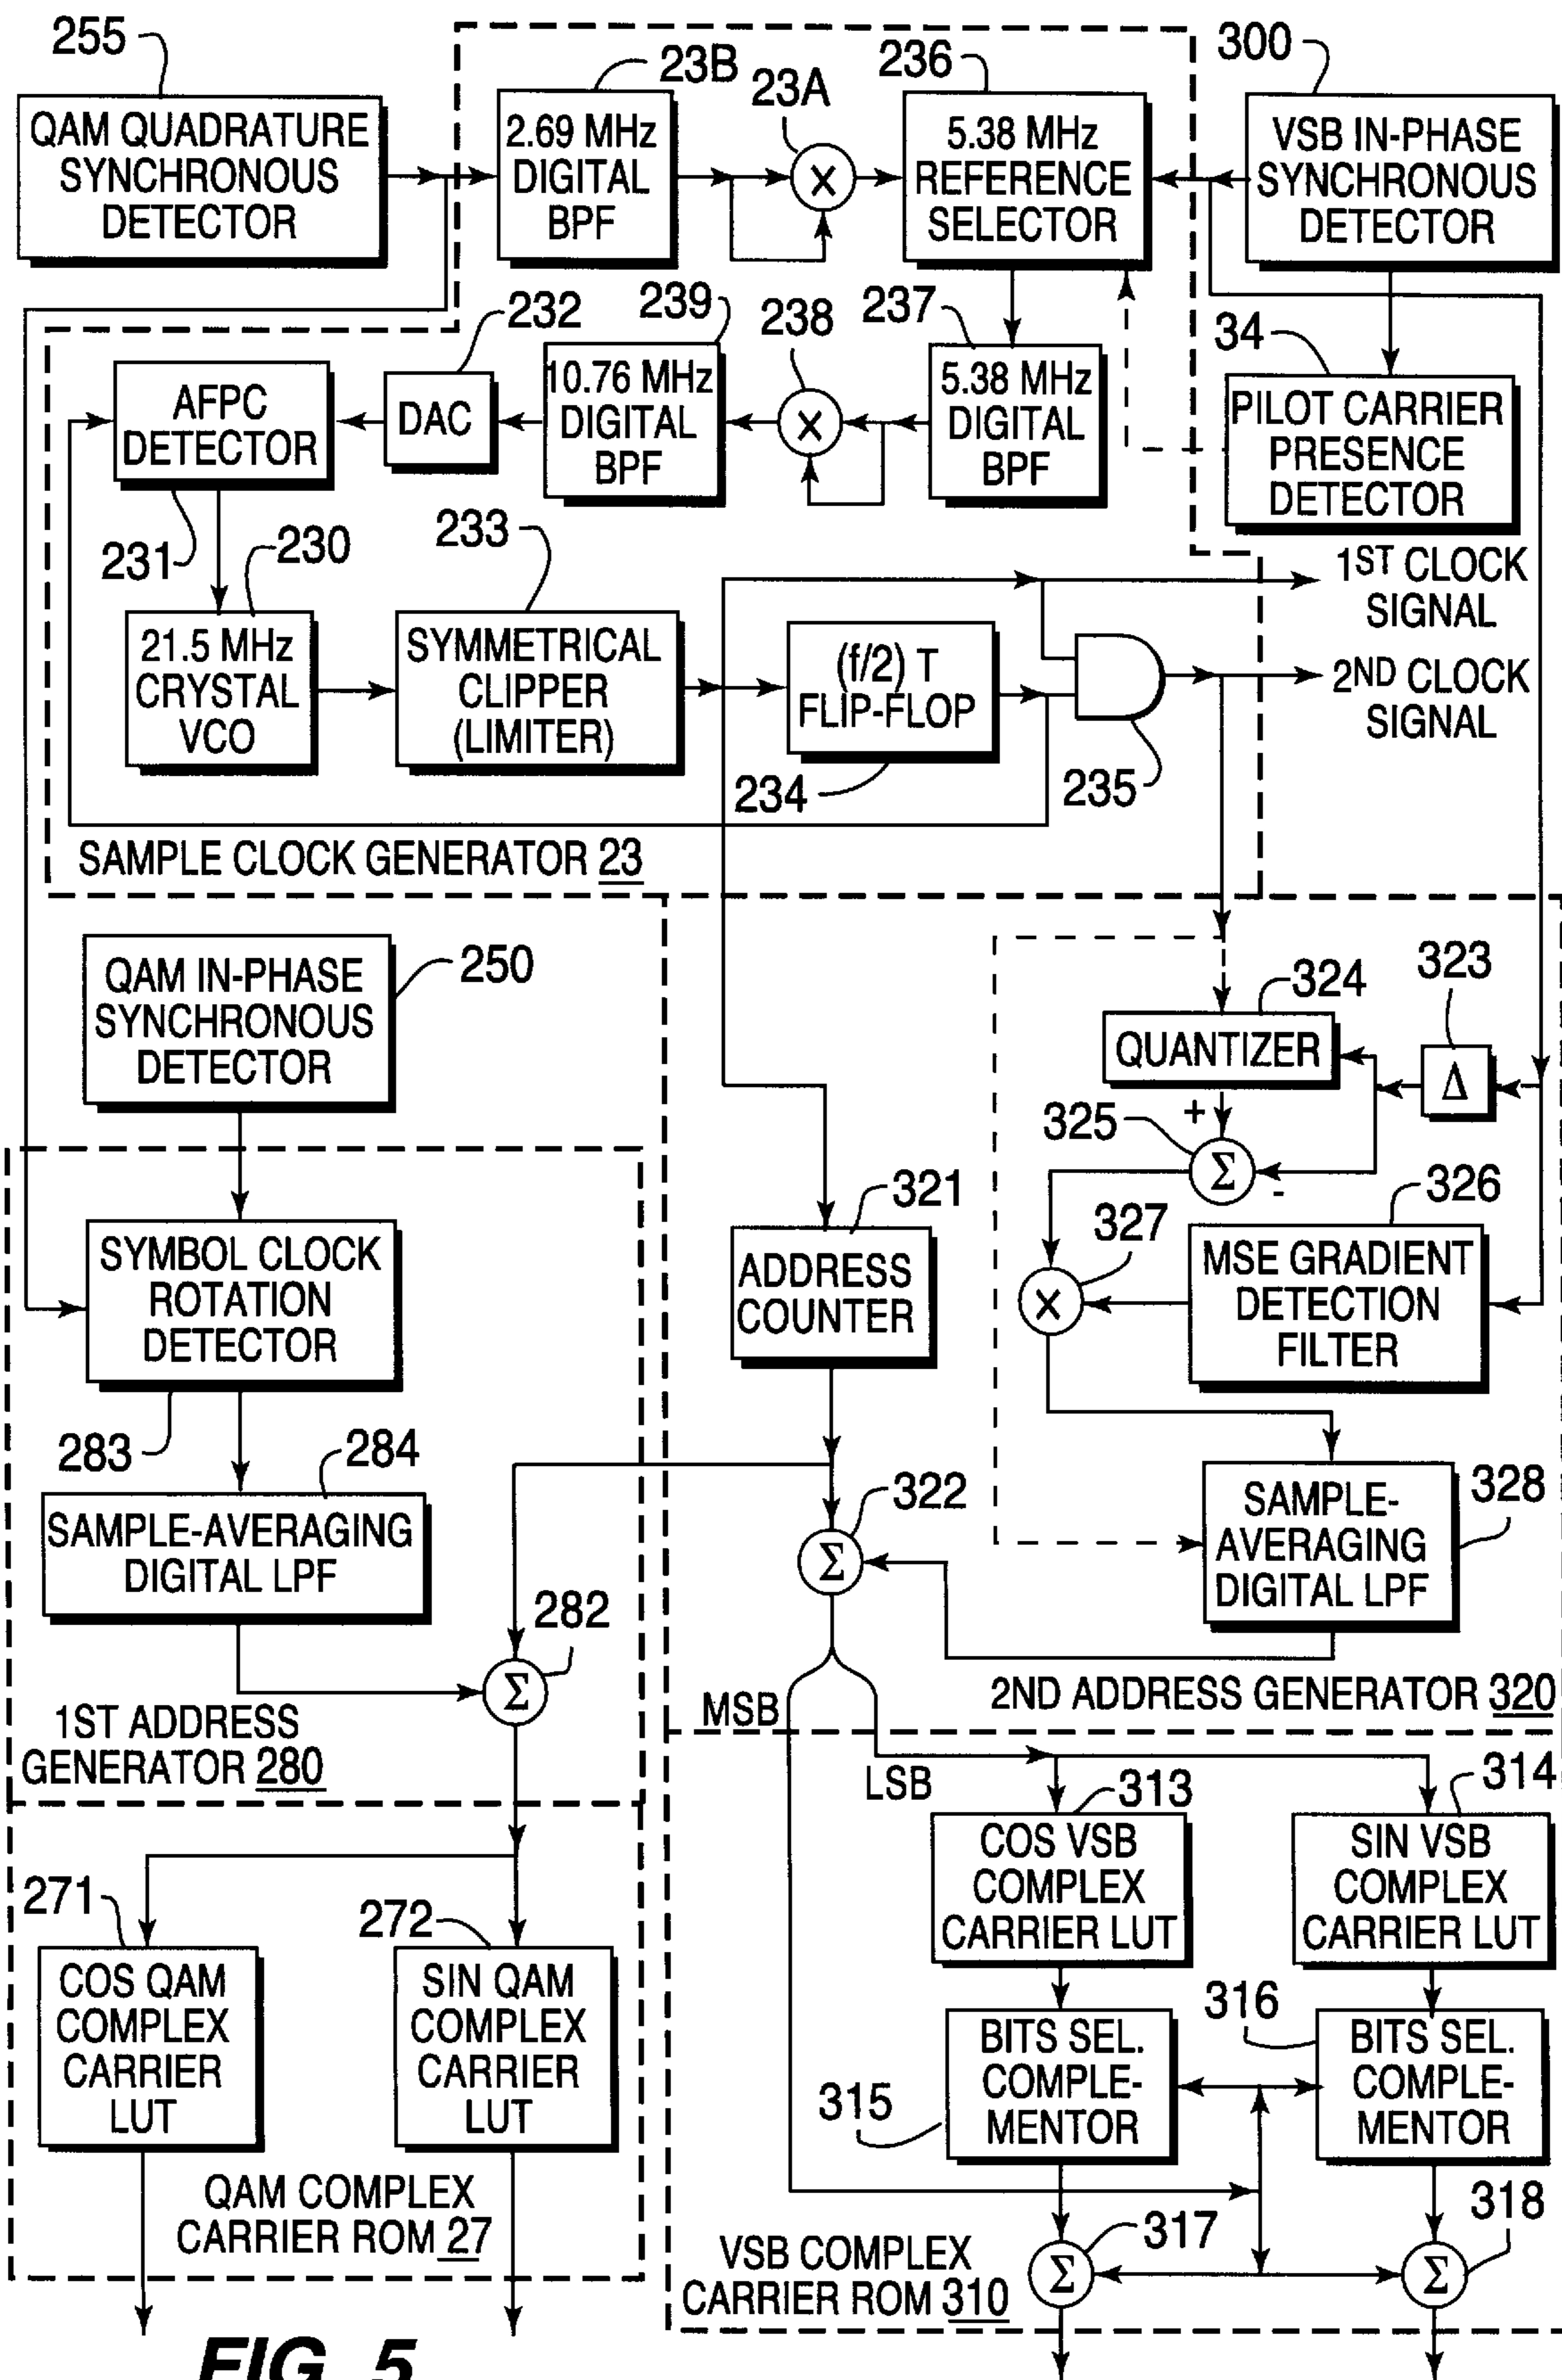 255
23B
23A
236
300
QAM QUADRATURE
SYNCHRONOUS
DETECTOR
2.69 MHz
DIGITAL
BPF
×
5.38 MHz
REFERENCE
SELECTOR
VSB IN-PHASE
SYNCHRONOUS
DETECTOR
232
239
238
237
34
AFPC
DETECTOR
DAC
10.76 MHz
DIGITAL
BPF
×
5.38 MHz
DIGITAL
BPF
PILOT CARRIER
PRESENCE
DETECTOR
231
230
233
1ST CLOCK
SIGNAL
21.5 MHz
CRYSTAL
VCO
SYMMETRICAL
CLIPPER
(LIMITER)
(f/2) T
FLIP-FLOP
2ND CLOCK
SIGNAL
234
235
SAMPLE CLOCK GENERATOR 23
QAM IN-PHASE
SYNCHRONOUS
DETECTOR
250
324
323
QUANTIZER
Δ
+
325
Σ
-
321
327
326
SYMBOL CLOCK
ROTATION
DETECTOR
ADDRESS
COUNTER
×
MSE GRADIENT
DETECTION
FILTER
283
284
322
328
SAMPLE-AVERAGING
DIGITAL LPF
Σ
SAMPLE-
AVERAGING
DIGITAL LPF
282
Σ
1ST ADDRESS
GENERATOR 280
MSB
2ND ADDRESS GENERATOR 320
LSB
313
314
COS VSB
COMPLEX
CARRIER LUT
SIN VSB
COMPLEX
CARRIER LUT
271
272
COS QAM
COMPLEX
CARRIER
LUT
SIN QAM
COMPLEX
CARRIER
LUT
316
BITS SEL.
COMPLE-
MENTOR
BITS SEL.
COMPLE-
MENTOR
315
QAM COMPLEX
CARRIER ROM 27
317
318
VSB COMPLEX
CARRIER ROM 310
Σ
Σ
FIG. 5